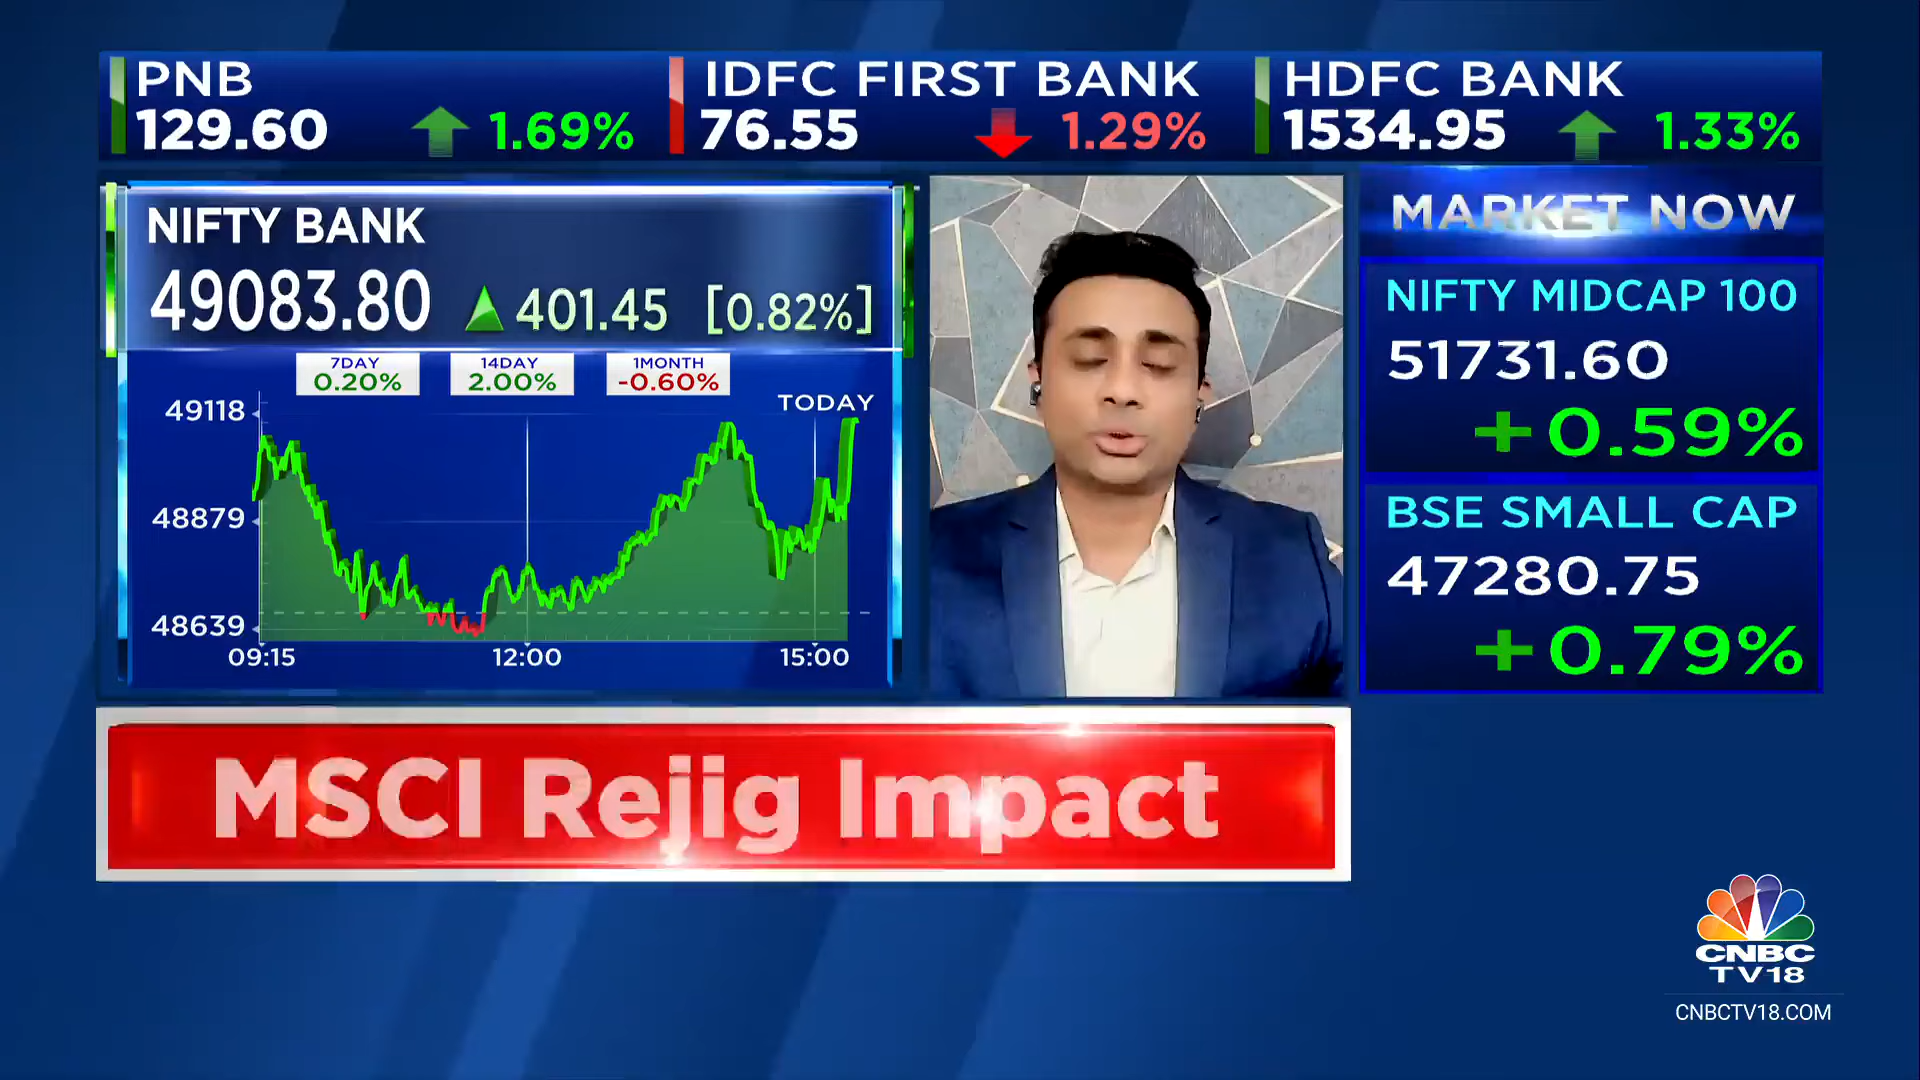 PNB
129.60 1.69%
IDFC FIRST BANK
76.55 1.29%
HDFC BANK
1534.95 1.33%
NIFTY BANK
49083.80 401.45 [0.82%]
7DAY
0.20%
14DAY
2.00%
1MONTH
-0.60%
TODAY
49118
48879
48639
09:15 12:00 15:00
MARKET NOW
NIFTY MIDCAP 100
51731.60
+0.59%
BSE SMALL CAP
47280.75
+0.79%
MSCI Rejig Impact
CNBC
TV18
CNBCTV18.COM